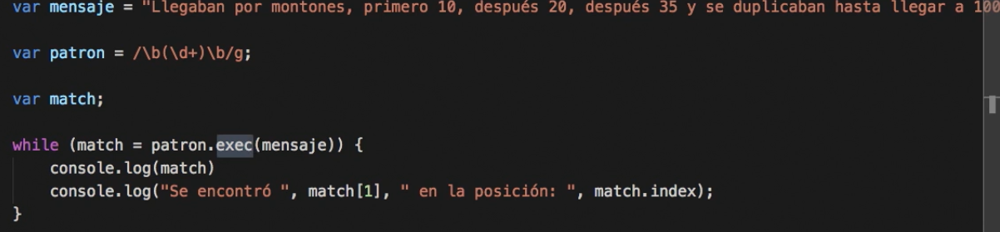 var mensaje = "Llegaban por montones, primero 10, después 20, después 35 y se duplicaban hasta llegar a 100
var patron = /\b(\d+)\b/g;
var match;
while (match = patron.exec(mensaje)) {
    console.log(match)
    console.log("Se encontró ", match[1], " en la posición: ", match.index);
}